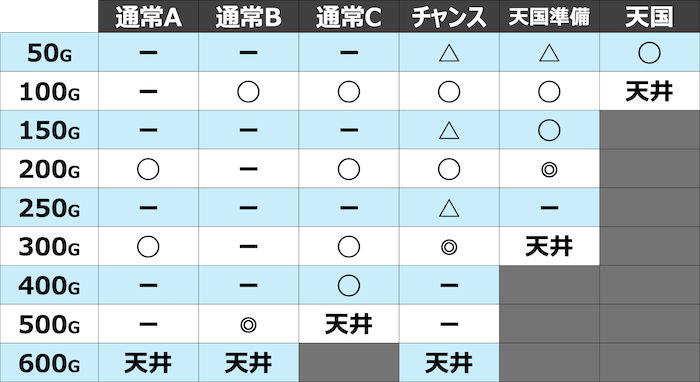 通常A 通常B 通常C チャンス 天国準備 天国
50G ー ー ー △ △ ○
100G ー ○ ○ ○ ○ 天井
150G ー ー ー △ ○
200G ○ ー ○ ○ ◎
250G ー ー ー △ ー
300G ○ ー ○ ◎ 天井
400G ー ー ○ ー
500G ー ◎ 天井 ー
600G 天井 天井 天井